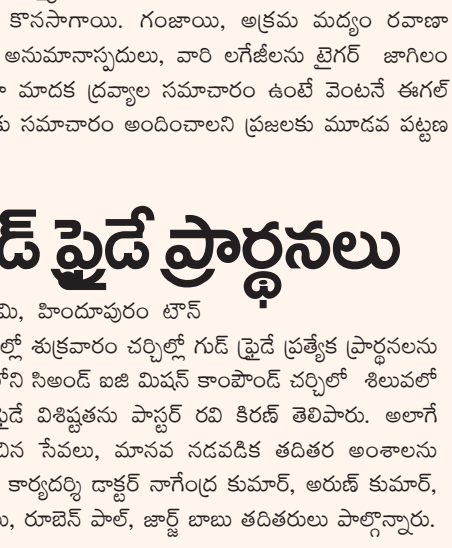 కొనసాగాయి. గంజాయి, అక్రమ మద్యం రవాణా
అనుమానాస్పదులు, వారి లగేజీలను టైగర్ జాగిలం
మాదక ద్రవ్యాల సమాచారం ఉంటే వెంటనే ఈగల్
కు సమాచారం అందించాలని ప్రజలకు మూడవ పట్టణ
డ్ ఫ్రైడే ప్రార్థనలు
మి, హిందూపురం టౌన్
ల్లో శుక్రవారం చర్చిల్లో గుడ్ ఫ్రైడే ప్రత్యేక ప్రార్థనలను
ని సిఅండ్ ఐజి మిషన్ కాంపౌండ్ చర్చిలో శిలువలో
ఫ్రైడే విశిష్టతను పాస్టర్ రవి కిరణ్ తెలిపారు. అలాగే
చిన సేవలు, మానవ నడవడిక తదితర అంశాలను
కార్యదర్శి డాక్టర్ నాగేంద్ర కుమార్, అరుణ్ కుమార్,
రూబెన్ పాల్, జార్జ్ బాబు తదితరులు పాల్గొన్నారు.